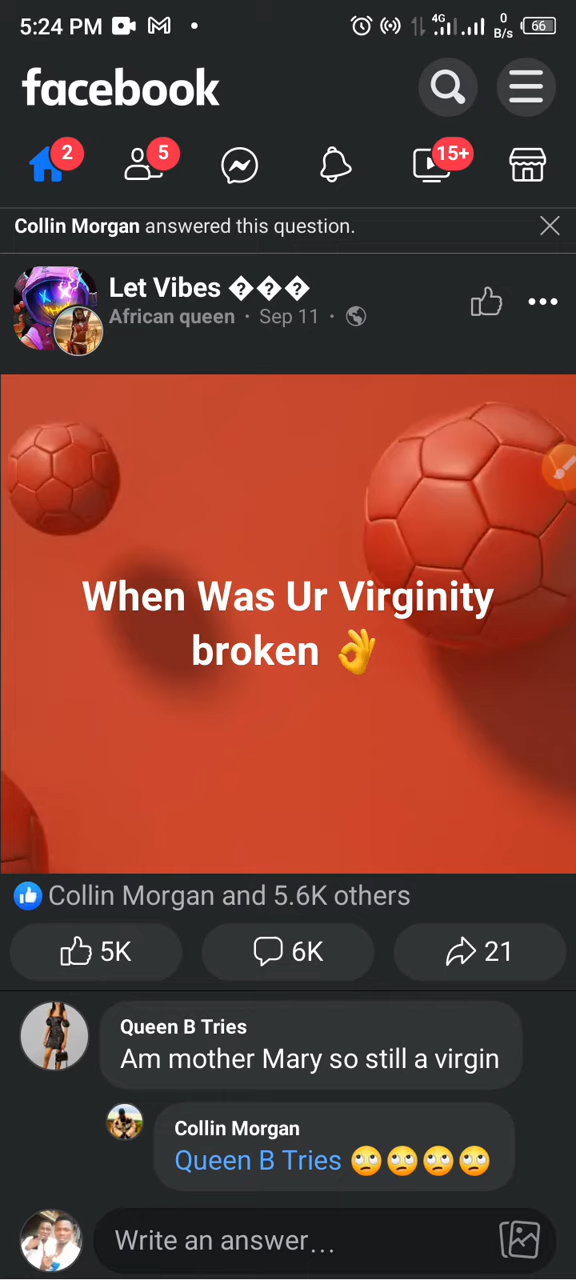 5:24 PM
4G
0
B/s
66
facebook
2
5
15+
Collin Morgan answered this question.
Let Vibes ���
African queen · Sep 11 ·
When Was Ur Virginity
broken 👌
Collin Morgan and 5.6K others
5K
6K
21
Queen B Tries
Am mother Mary so still a virgin
Collin Morgan
Queen B Tries 🙄🙄🙄🙄
Write an answer...